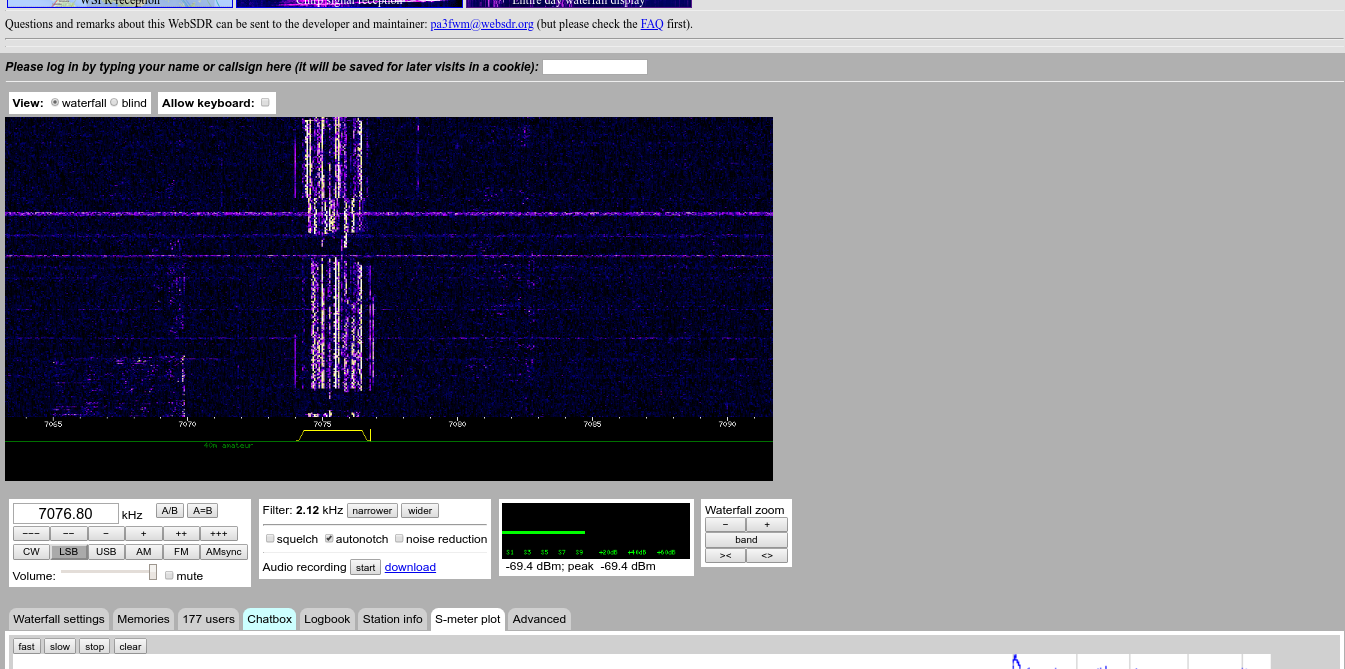 WSPR reception Chirp signal reception Entire day waterfall display
Questions and remarks about this WebSDR can be sent to the developer and maintainer: pa3fwm@websdr.org (but please check the FAQ first).
Please log in by typing your name or callsign here (it will be saved for later visits in a cookie):
View: waterfall blind Allow keyboard:
7065 7070 7075 7080 7085 7090
40m amateur
7076.80 kHz A/B A=B
--- -- - + ++ +++
CW LSB USB AM FM AMsync
Volume: mute
Filter: 2.12 kHz narrower wider
squelch autonotch noise reduction
Audio recording start download
S1 S3 S5 S7 S9 +20dB +40dB +60dB
-69.4 dBm; peak -69.4 dBm
Waterfall zoom
- +
band
>< <>
Waterfall settings Memories 177 users Chatbox Logbook Station info S-meter plot Advanced
fast slow stop clear